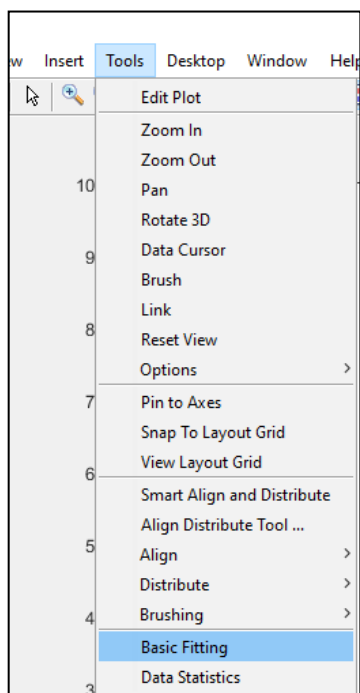 w Insert Tools Desktop Window Help
Edit Plot
Zoom In
Zoom Out
10
Pan
Rotate 3D
9
Data Cursor
Brush
Link
8
Reset View
Options
7
Pin to Axes
Snap To Layout Grid
View Layout Grid
6
Smart Align and Distribute
Align Distribute Tool ...
5
Align
Distribute
4
Brushing
Basic Fitting
Data Statistics
3